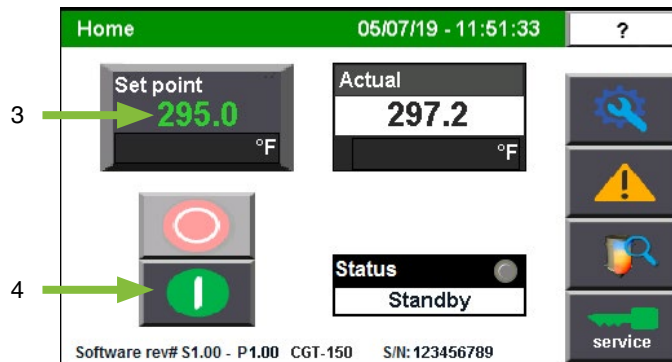 Home 05/07/19 - 11:51:33 ?
Set point
295.0
°F
Actual
297.2
°F
3
4
Status
Standby
service
Software rev# S1.00 - P1.00 CGT-150 S/N: 123456789